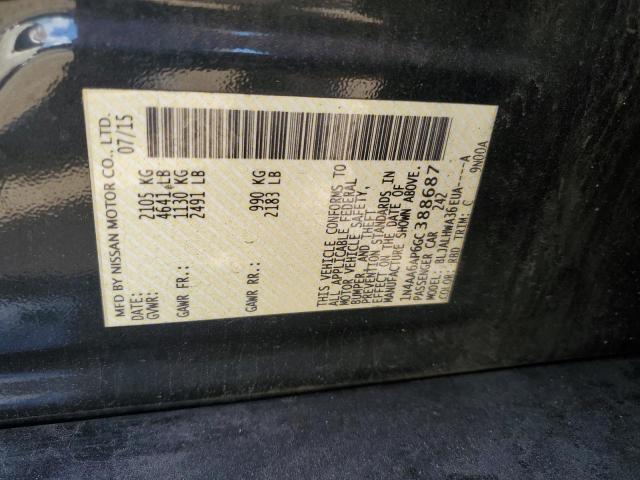 MFD BY NISSAN MOTOR CO., LTD.
DATE: 07/15
GVWR: 2105 KG
4641 LB
GAWR FR: 1130 KG
2491 LB
GAWR RR: 990 KG
2183 LB
THIS VEHICLE CONFORMS TO
ALL APPLICABLE FEDERAL
MOTOR VEHICLE SAFETY,
BUMPER, AND THEFT
PREVENTION STANDARDS IN
EFFECT ON THE DATE OF
MANUFACTURE SHOWN ABOVE.
1N4AA6AP6GC388687
PASSENGER CAR 242
MODEL: BLJALHWA36EUA----A
COLOR: RBD TRIM: C 9N00A